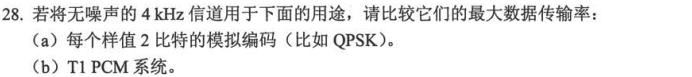 28. 若将无噪声的 4 kHz 信道用于下面的用途，请比较它们的最大数据传输率：
（a）每个样值 2 比特的模拟编码（比如 QPSK）。
（b）T1 PCM 系统。